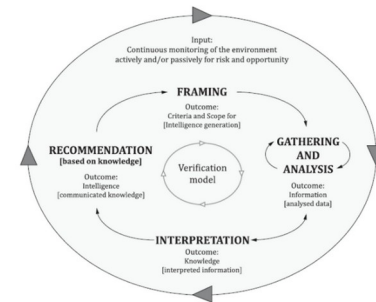 Input:
Continuous monitoring of the environment
actively and/or passively for risk and opportunity
FRAMING
Outcome:
Criteria and Scope for
[Intelligence generation]
GATHERING
AND
ANALYSIS
Outcome:
Information
[analysed data]
INTERPRETATION
Outcome:
Knowledge
[interpreted information]
RECOMMENDATION
[based on knowledge]
Outcome:
Intelligence
[communicated knowledge]
Verification
model